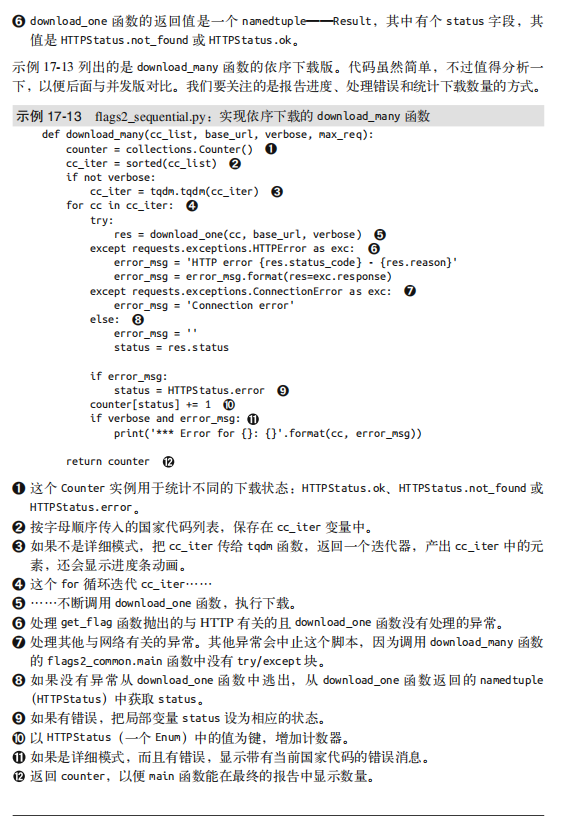 ❻ download_one 函数的返回值是一个 namedtuple——Result，其中有个 status 字段，其
值是 HTTPStatus.not_found 或 HTTPStatus.ok。
示例 17-13 列出的是 download_many 函数的依序下载版。代码虽然简单，不过值得分析一
下，以便后面与并发版对比。我们要关注的是报告进度、处理错误和统计下载数量的方式。
示例 17-13 flags2_sequential.py：实现依序下载的 download_many 函数
def download_many(cc_list, base_url, verbose, max_req):
    counter = collections.Counter() ❶
    cc_iter = sorted(cc_list) ❷
    if not verbose:
        cc_iter = tqdm.tqdm(cc_iter) ❸
    for cc in cc_iter: ❹
        try:
            res = download_one(cc, base_url, verbose) ❺
        except requests.exceptions.HTTPError as exc: ❻
            error_msg = 'HTTP error {res.status_code} - {res.reason}'
            error_msg = error_msg.format(res=exc.response)
        except requests.exceptions.ConnectionError as exc: ❼
            error_msg = 'Connection error'
        else: ❽
            error_msg = ''
            status = res.status
        if error_msg:
            status = HTTPStatus.error ❾
        counter[status] += 1 ❿
        if verbose and error_msg: ⓫
            print('*** Error for {}: {}'.format(cc, error_msg))
    return counter ⓬
❶ 这个 Counter 实例用于统计不同的下载状态：HTTPStatus.ok、HTTPStatus.not_found 或
HTTPStatus.error。
❷ 按字母顺序传入的国家代码列表，保存在 cc_iter 变量中。
❸ 如果不是详细模式，把 cc_iter 传给 tqdm 函数，返回一个迭代器，产出 cc_iter 中的元
素，还会显示进度条动画。
❹ 这个 for 循环迭代 cc_iter……
❺ ……不断调用 download_one 函数，执行下载。
❻ 处理 get_flag 函数抛出的与 HTTP 有关的且 download_one 函数没有处理的异常。
❼ 处理其他与网络有关的异常。其他异常会中止这个脚本，因为调用 download_many 函数
的 flags2_common.main 函数中没有 try/except 块。
❽ 如果没有异常从 download_one 函数中逃出，从 download_one 函数返回的 namedtuple
（HTTPStatus）中获取 status。
❾ 如果有错误，把局部变量 status 设为相应的状态。
❿ 以 HTTPStatus（一个 Enum）中的值为键，增加计数器。
⓫ 如果是详细模式，而且有错误，显示带有当前国家代码的错误消息。
⓬ 返回 counter，以便 main 函数能在最终的报告中显示数量。